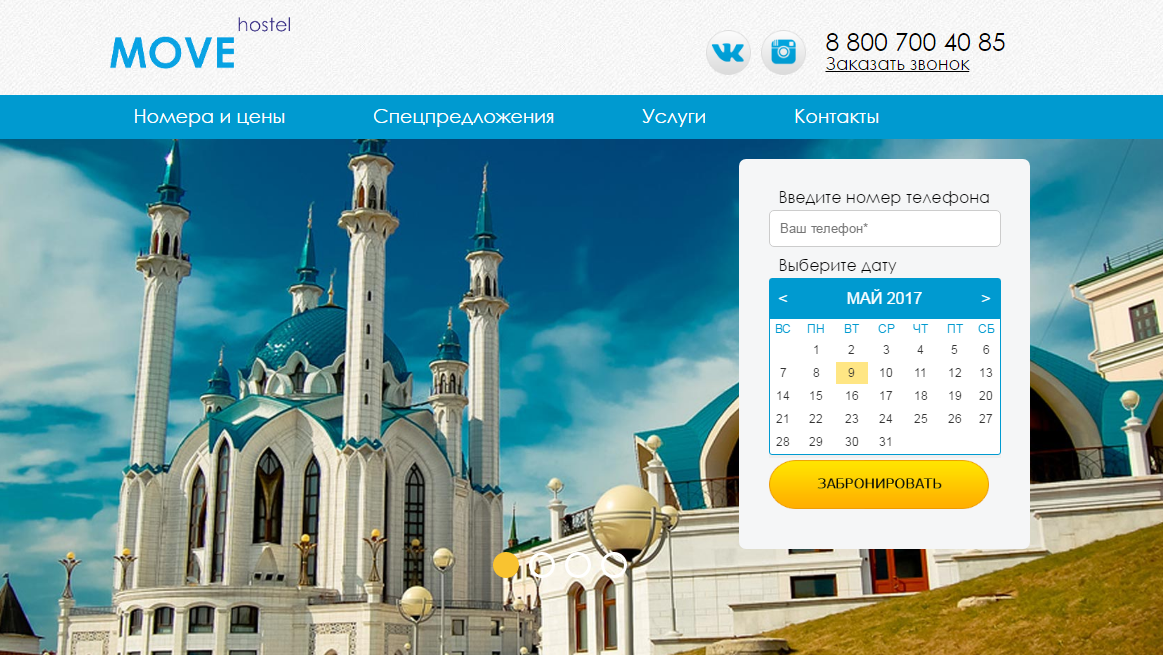 hostel
MOVE
8 800 700 40 85
Заказать звонок
Номера и цены Спецпредложения Услуги Контакты
Введите номер телефона
Ваш телефон*
Выберите дату
< МАЙ 2017 >
ВС ПН ВТ СР ЧТ ПТ СБ
1 2 3 4 5 6
7 8 9 10 11 12 13
14 15 16 17 18 19 20
21 22 23 24 25 26 27
28 29 30 31
ЗАБРОНИРОВАТЬ